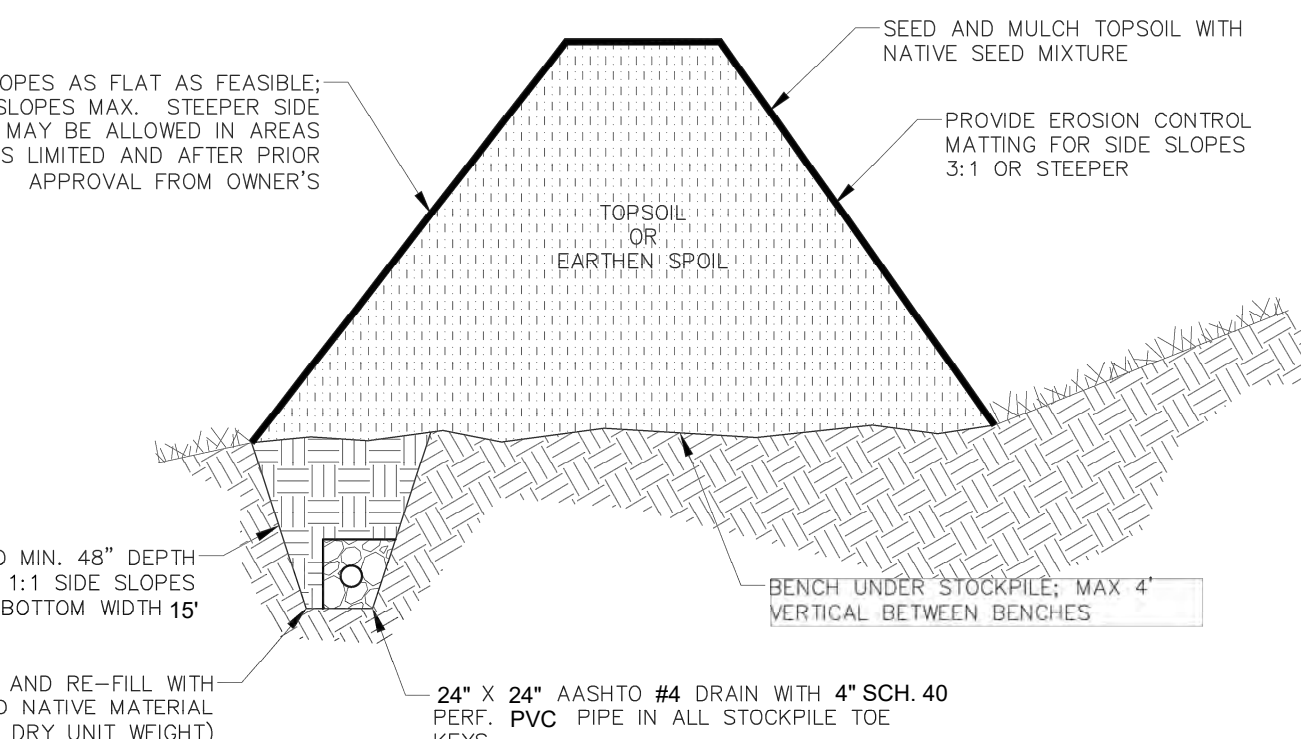 SEED AND MULCH TOPSOIL WITH
NATIVE SEED MIXTURE
OPES AS FLAT AS FEASIBLE;
SLOPES MAX. STEEPER SIDE
MAY BE ALLOWED IN AREAS
S LIMITED AND AFTER PRIOR
APPROVAL FROM OWNER'S
PROVIDE EROSION CONTROL
MATTING FOR SIDE SLOPES
3:1 OR STEEPER
TOPSOIL
OR
EARTHEN SPOIL
MIN. 48" DEPTH
1:1 SIDE SLOPES
BOTTOM WIDTH 15'
BENCH UNDER STOCKPILE; MAX 4'
VERTICAL BETWEEN BENCHES
AND RE-FILL WITH
NATIVE MATERIAL
DRY UNIT WEIGHT)
24" X 24" AASHTO #4 DRAIN WITH 4" SCH. 40
PERF. PVC PIPE IN ALL STOCKPILE TOE
KEYS